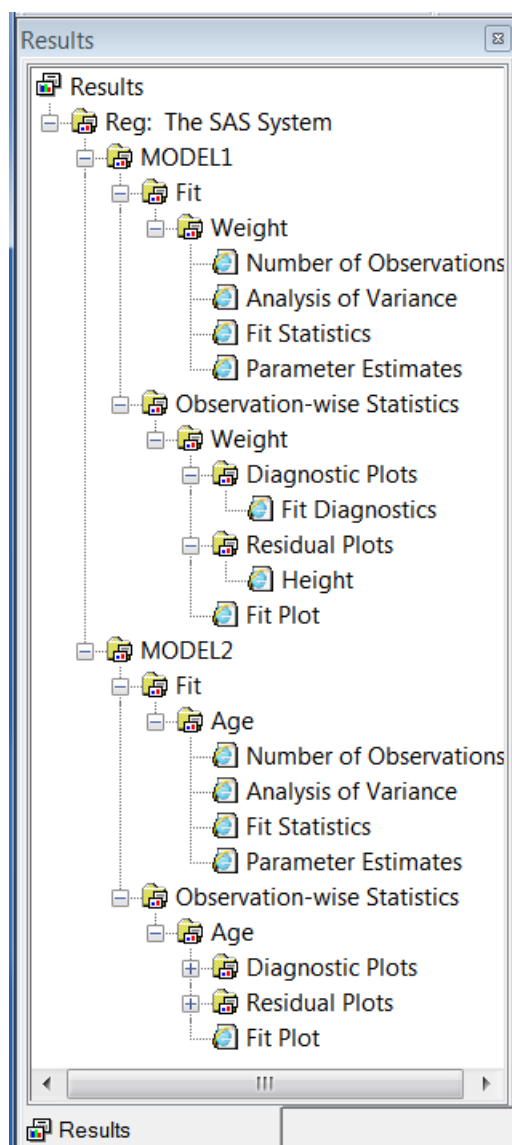 Results
Results
Reg: The SAS System
MODEL1
Fit
Weight
Number of Observations
Analysis of Variance
Fit Statistics
Parameter Estimates
Observation-wise Statistics
Weight
Diagnostic Plots
Fit Diagnostics
Residual Plots
Height
Fit Plot
MODEL2
Fit
Age
Number of Observations
Analysis of Variance
Fit Statistics
Parameter Estimates
Observation-wise Statistics
Age
Diagnostic Plots
Residual Plots
Fit Plot
Results